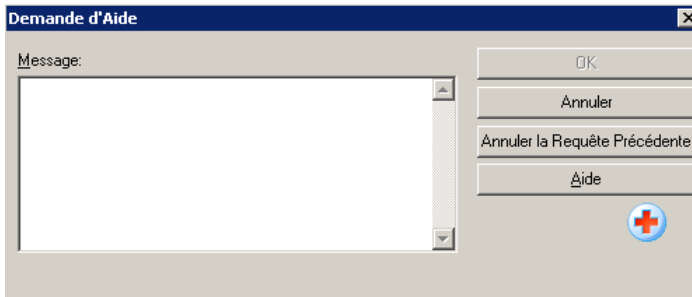 Demande d'Aide
Message:
OK
Annuler
Annuler la Requête Précédente
Aide